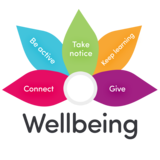 Connect
Be active
Take
notice
Keep learning
Give
Wellbeing